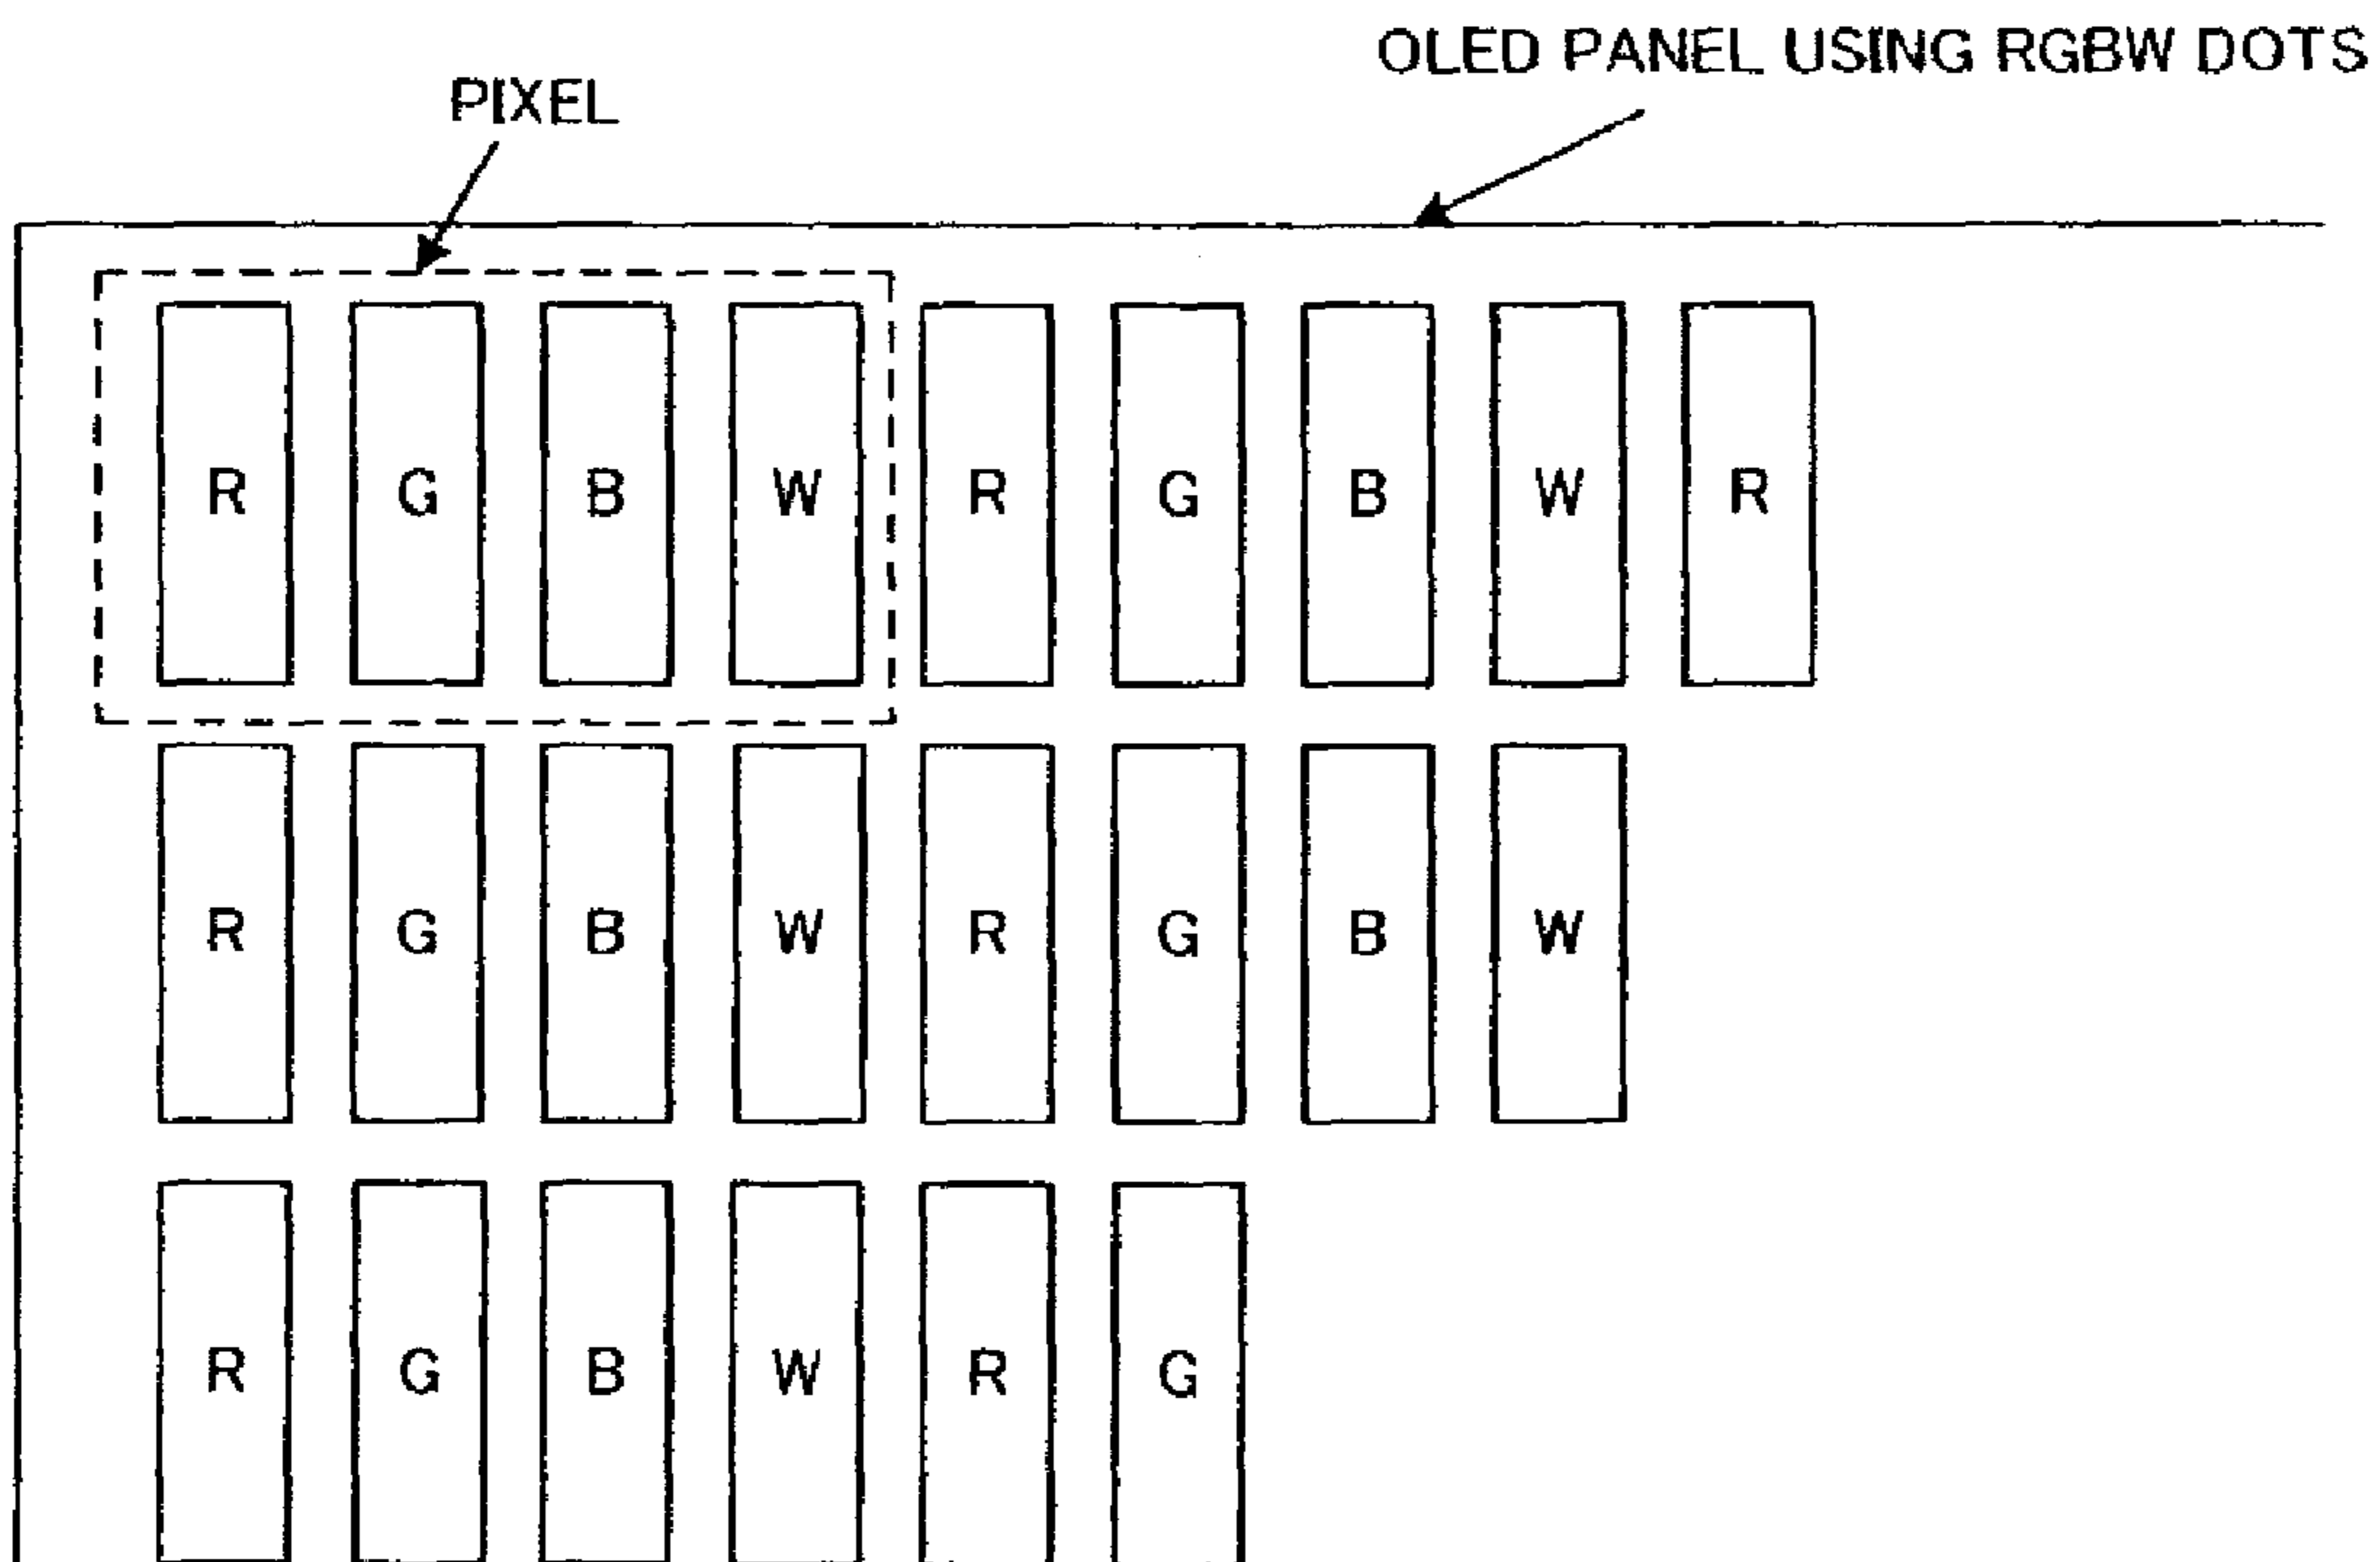 OLED PANEL USING RGBW DOTS
PIXEL
R G B W R G B W R
R G B W R G B W
R G B W R G